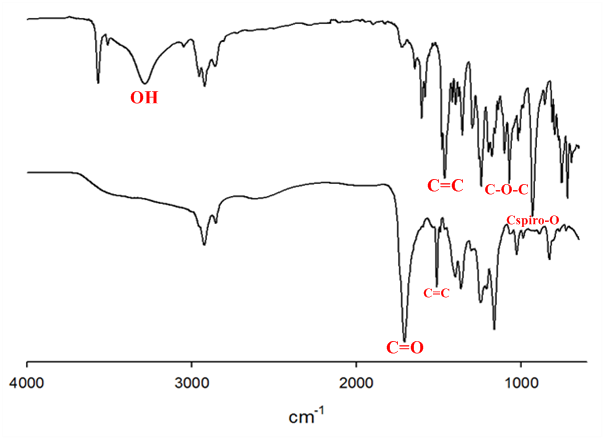 OH
C=C
C-O-C
Cspiro-O
C=C
C=O
4000 3000 2000 1000
cm-1